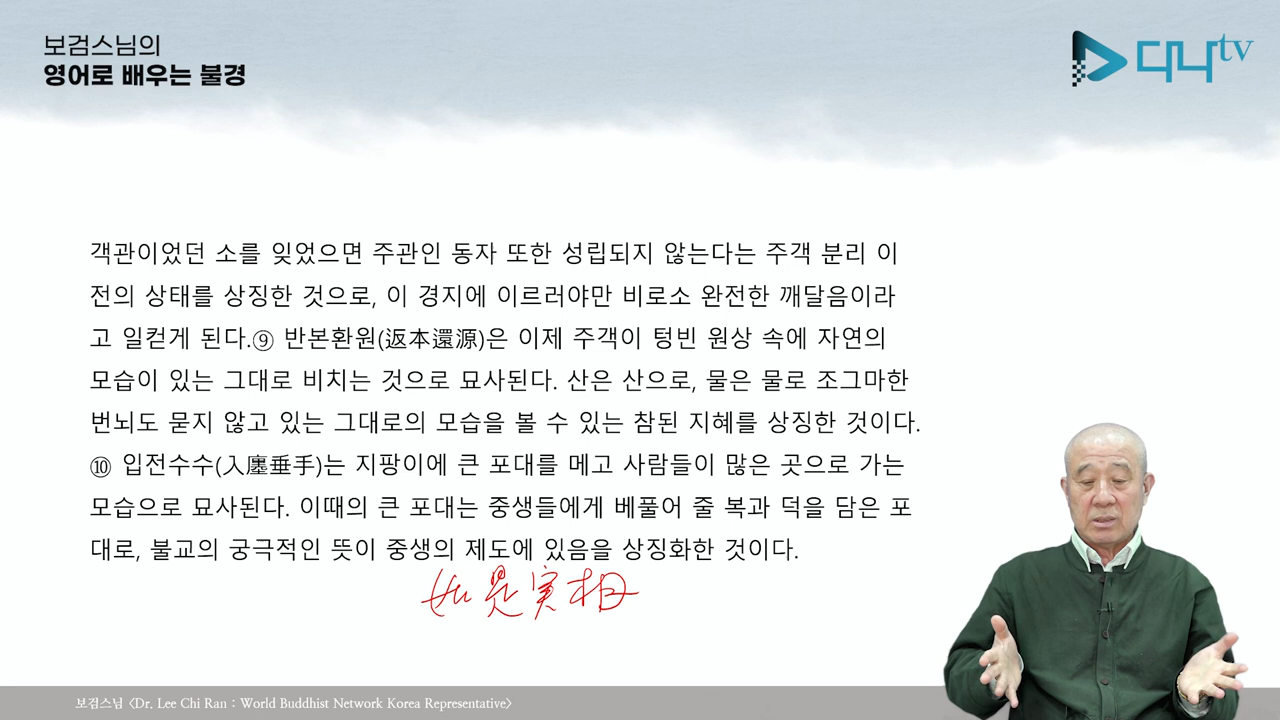 보검스님의
영어로 배우는 불경
디나tv
객관이었던 소를 잊었으면 주관인 동자 또한 성립되지 않는다는 주객 분리 이
전의 상태를 상징한 것으로, 이 경지에 이르러야만 비로소 완전한 깨달음이라
고 일컫게 된다.⑨ 반본환원(返本還源)은 이제 주객이 텅빈 원상 속에 자연의
모습이 있는 그대로 비치는 것으로 묘사된다. 산은 산으로, 물은 물로 조그마한
번뇌도 묻지 않고 있는 그대로의 모습을 볼 수 있는 참된 지혜를 상징한 것이다.
⑩ 입전수수(入廛垂手)는 지팡이에 큰 포대를 메고 사람들이 많은 곳으로 가는
모습으로 묘사된다. 이때의 큰 포대는 중생들에게 베풀어 줄 복과 덕을 담은 포
대로, 불교의 궁극적인 뜻이 중생의 제도에 있음을 상징화한 것이다.
如是実相
보검스님 <Dr. Lee Chi Ran : World Buddhist Network Korea Representative>